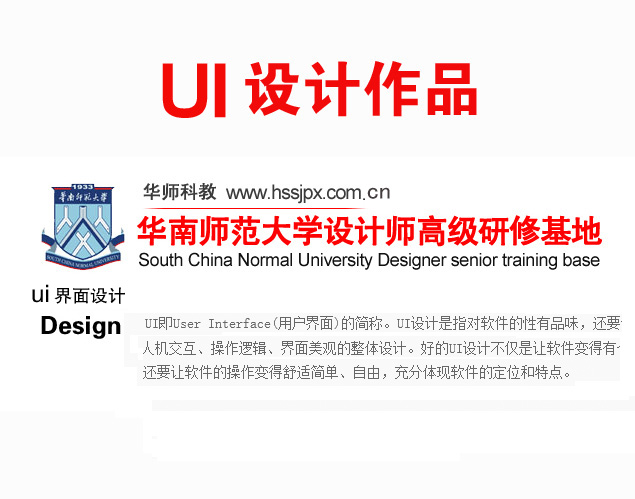 UI设计作品
1933
华南师范大学
SOUTH CHINA NORMAL UNIVERSITY
华师科教 www.hssjpx.com.cn
华南师范大学设计师高级研修基地
South China Normal University Designer senior training base
ui 界面设计
Design
UI即User Interface(用户界面)的简称。UI设计是指对软件的性有品味，还要
人机交互、操作逻辑、界面美观的整体设计。好的UI设计不仅是让软件变得有
还要让软件的操作变得舒适简单、自由，充分体现软件的定位和特点。